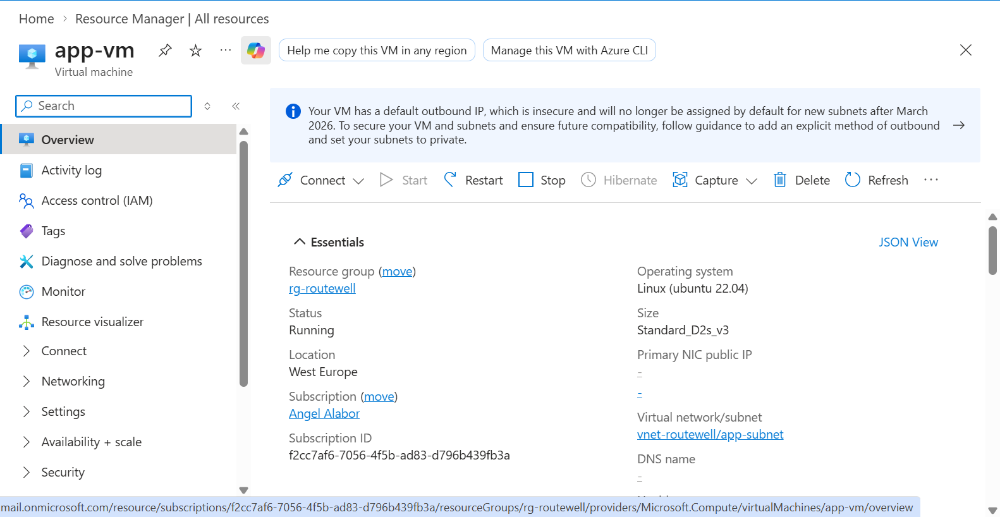 Home > Resource Manager | All resources
app-vm
Virtual machine
Help me copy this VM in any region
Manage this VM with Azure CLI
Search
Overview
Activity log
Access control (IAM)
Tags
Diagnose and solve problems
Monitor
Resource visualizer
Connect
Networking
Settings
Availability + scale
Security
Your VM has a default outbound IP, which is insecure and will no longer be assigned by default for new subnets after March
2026. To secure your VM and subnets and ensure future compatibility, follow guidance to add an explicit method of outbound
and set your subnets to private.
Connect
Start
Restart
Stop
Hibernate
Capture
Delete
Refresh
Essentials
JSON View
Resource group (move)
rg-routewell
Status
Running
Location
West Europe
Subscription (move)
Angel Alabor
Subscription ID
f2cc7af6-7056-4f5b-ad83-d796b439fb3a
Operating system
Linux (ubuntu 22.04)
Size
Standard_D2s_v3
Primary NIC public IP
-
-
Virtual network/subnet
vnet-routewell/app-subnet
DNS name
-
mail.onmicrosoft.com/resource/subscriptions/f2cc7af6-7056-4f5b-ad83-d796b439fb3a/resourceGroups/rg-routewell/providers/Microsoft.Compute/virtualMachines/app-vm/overview